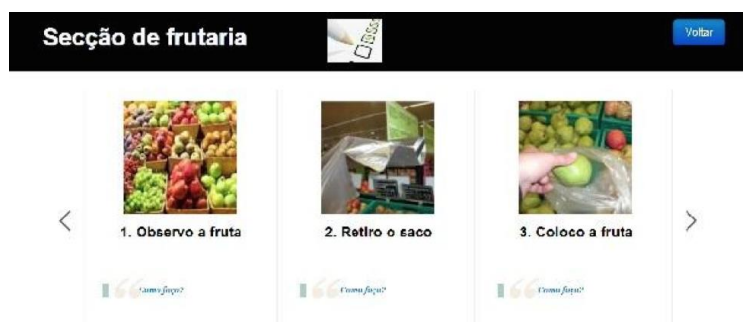 Secção de frutaria
Voltar
1. Observo a fruta
2. Retiro o saco
3. Coloco a fruta
Como faço?
Como faço?
Como faço?